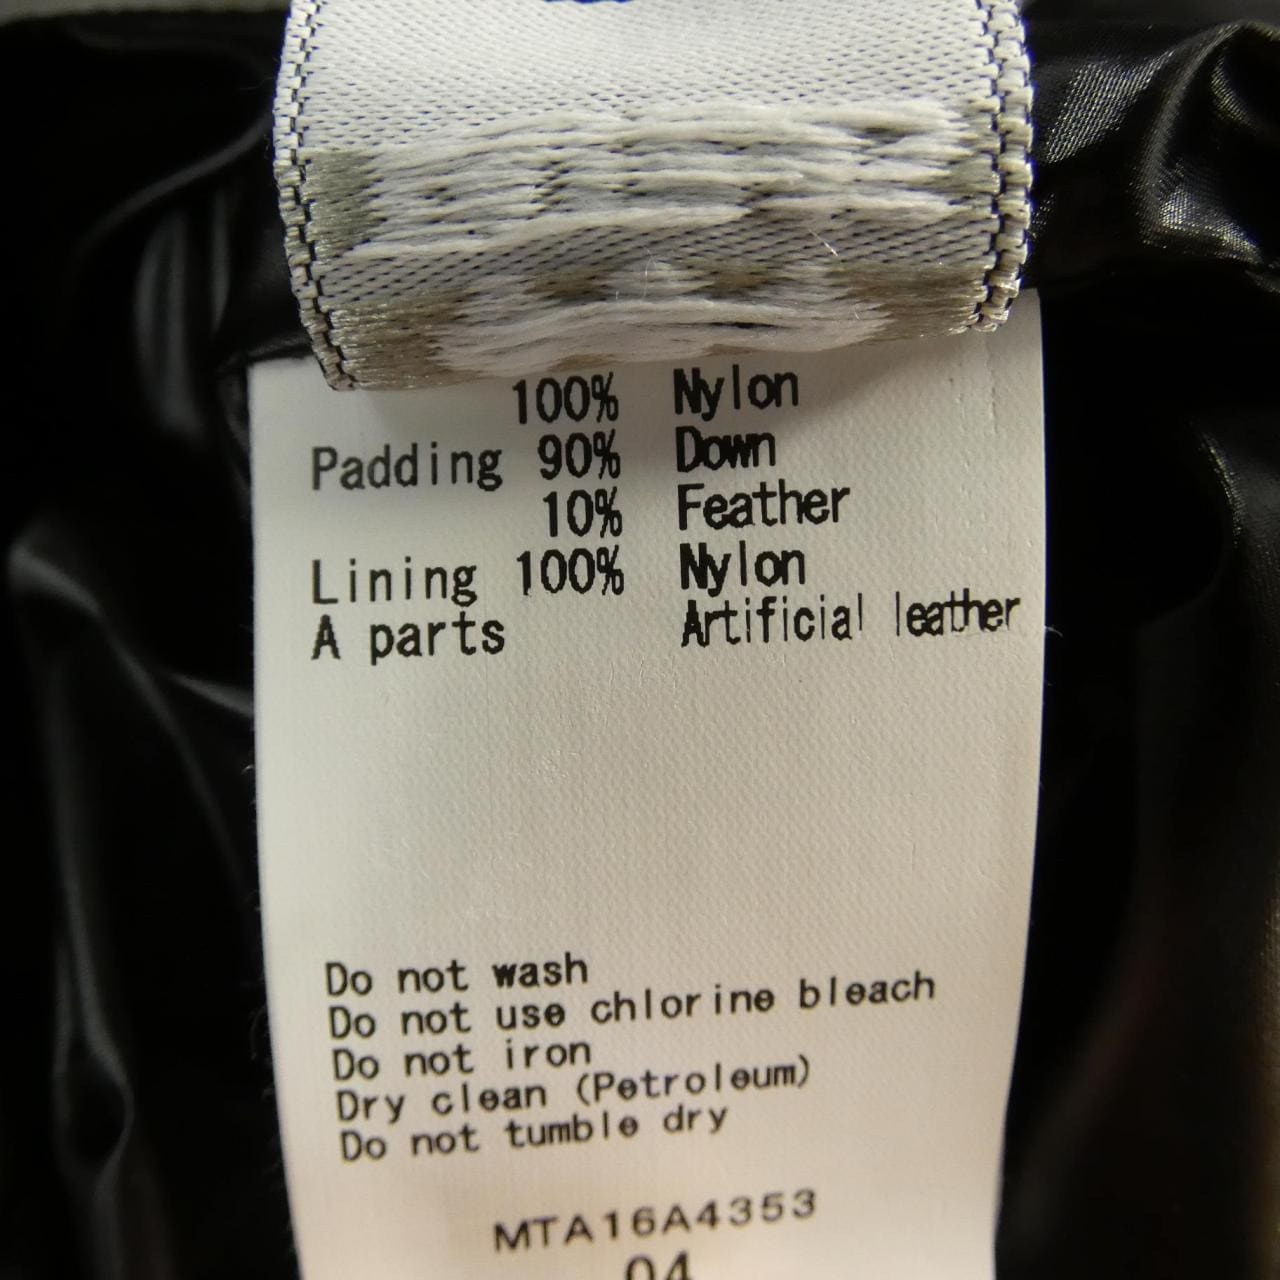 100% Nylon
Padding 90% Down
10% Feather
Lining 100% Nylon
A parts Artificial leather
Do not wash
Do not use chlorine bleach
Do not iron
Dry clean (Petroleum)
Do not tumble dry
MTA16A4353
04